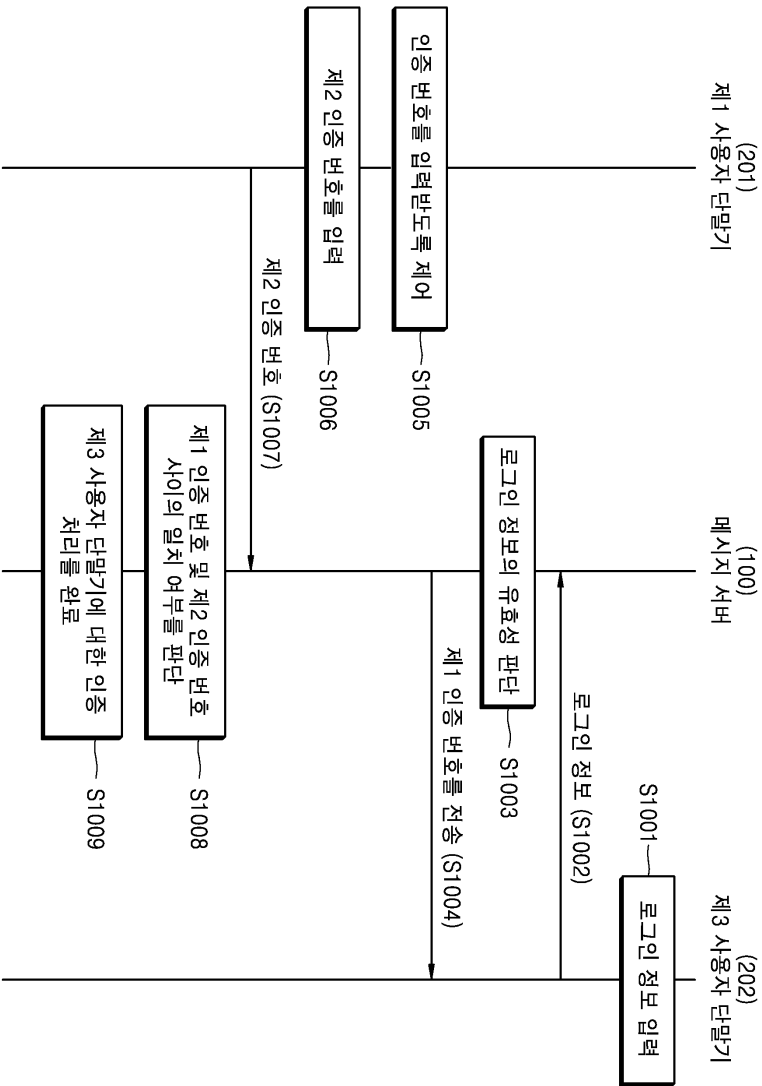 (201)
제1 사용자 단말기
(100)
메시지 서버
(202)
제3 사용자 단말기
S1001
로그인 정보 입력
로그인 정보 (S1002)
로그인 정보의 유효성 판단
S1003
제1 인증 번호를 전송 (S1004)
인증 번호를 입력받도록 제어
S1005
제2 인증 번호를 입력
S1006
제2 인증 번호 (S1007)
제1 인증 번호 및 제2 인증 번호
사이의 일치 여부를 판단
S1008
제3 사용자 단말기에 대한 인증
처리를 완료
S1009